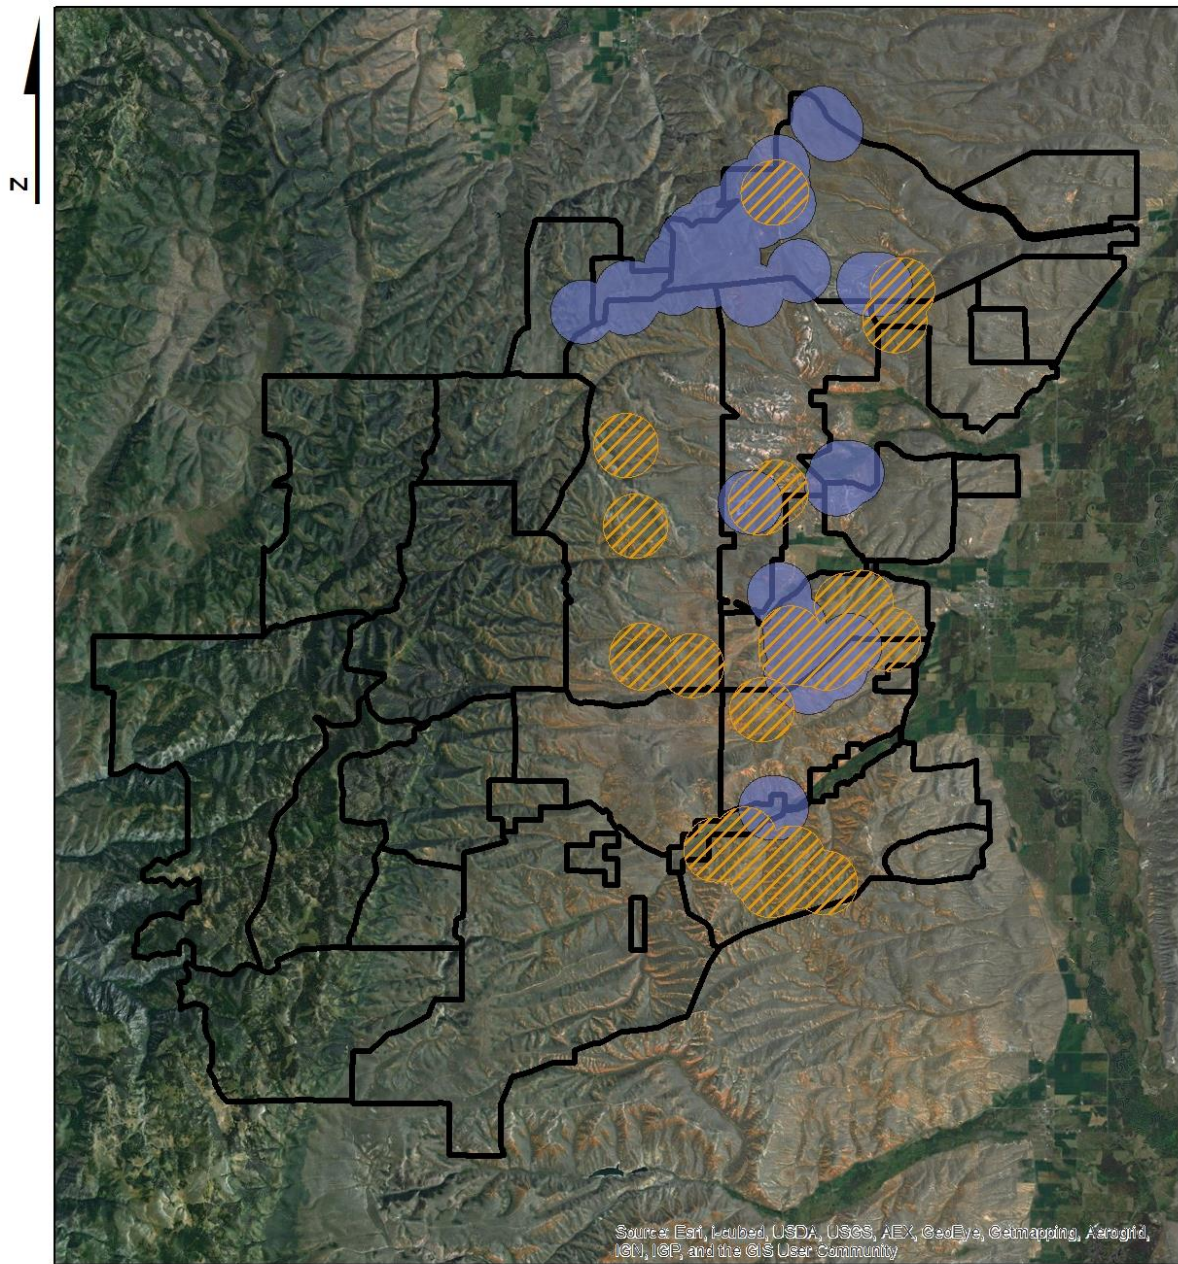 N
Source: Esri, i-cubed, USDA, USGS, AEX, GeoEye, Getmapping, Aerogrid,
IGN, IGP, and the GIS User Community